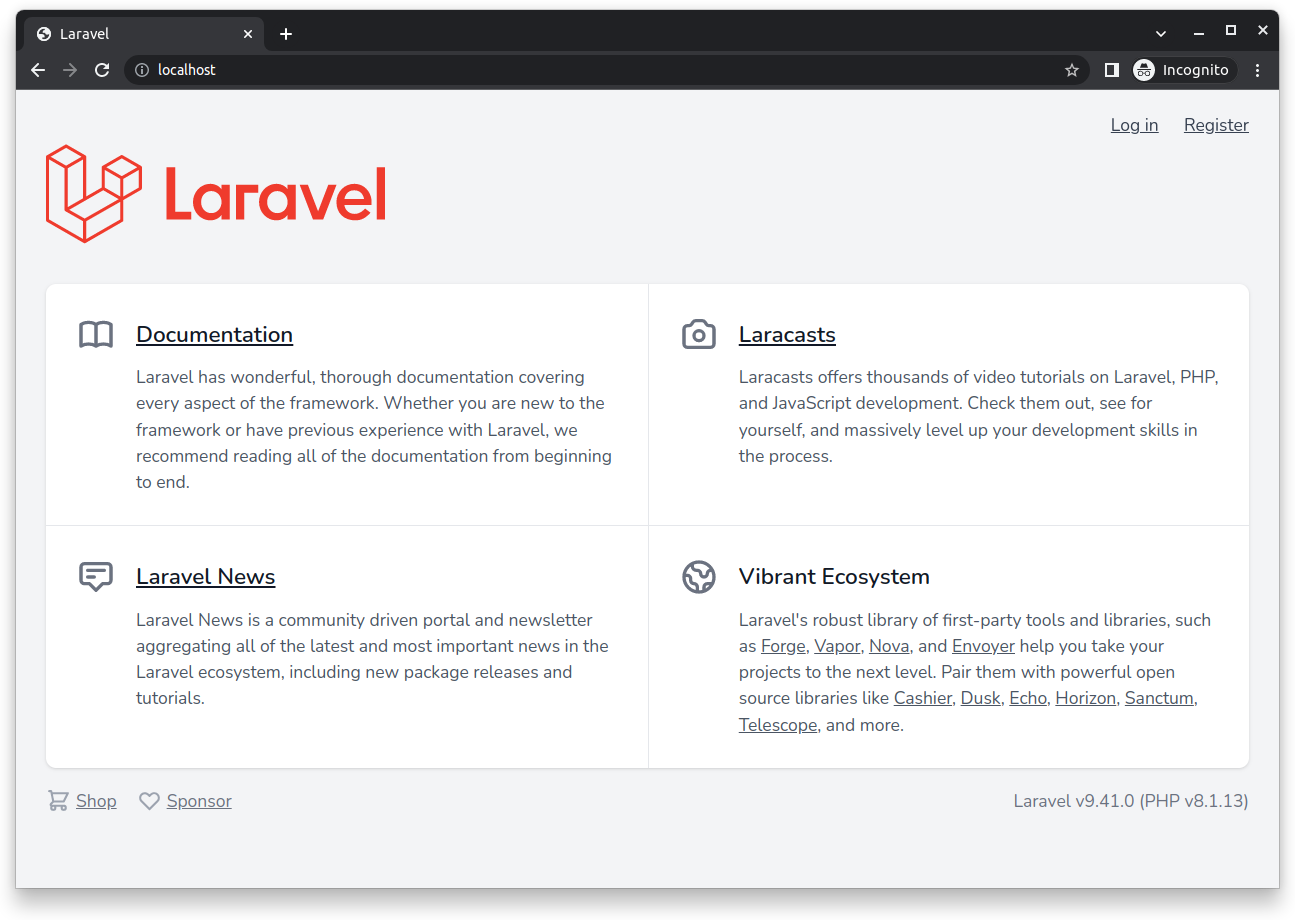 Laravel
localhost
Incognito
Log in Register
Laravel
Documentation
Laravel has wonderful, thorough documentation covering
every aspect of the framework. Whether you are new to the
framework or have previous experience with Laravel, we
recommend reading all of the documentation from beginning
to end.
Laracasts
Laracasts offers thousands of video tutorials on Laravel, PHP,
and JavaScript development. Check them out, see for
yourself, and massively level up your development skills in
the process.
Laravel News
Laravel News is a community driven portal and newsletter
aggregating all of the latest and most important news in the
Laravel ecosystem, including new package releases and
tutorials.
Vibrant Ecosystem
Laravel's robust library of first-party tools and libraries, such
as Forge, Vapor, Nova, and Envoyer help you take your
projects to the next level. Pair them with powerful open
source libraries like Cashier, Dusk, Echo, Horizon, Sanctum,
Telescope, and more.
Shop Sponsor
Laravel v9.41.0 (PHP v8.1.13)